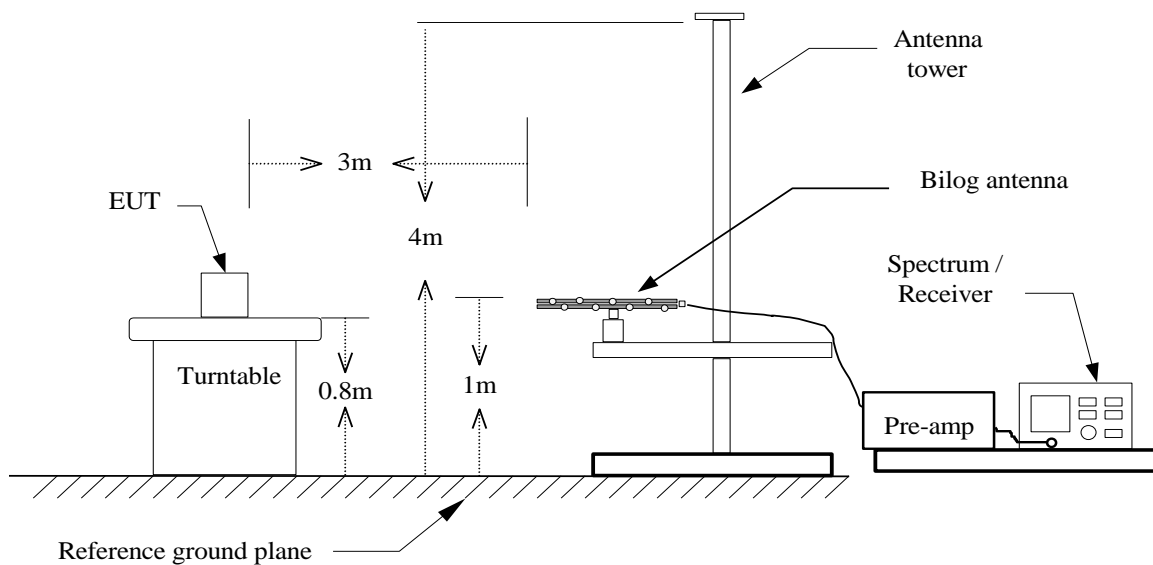 Antenna
tower
3m
EUT
Bilog antenna
4m
Spectrum /
Receiver
Turntable
0.8m
1m
Pre-amp
Reference ground plane